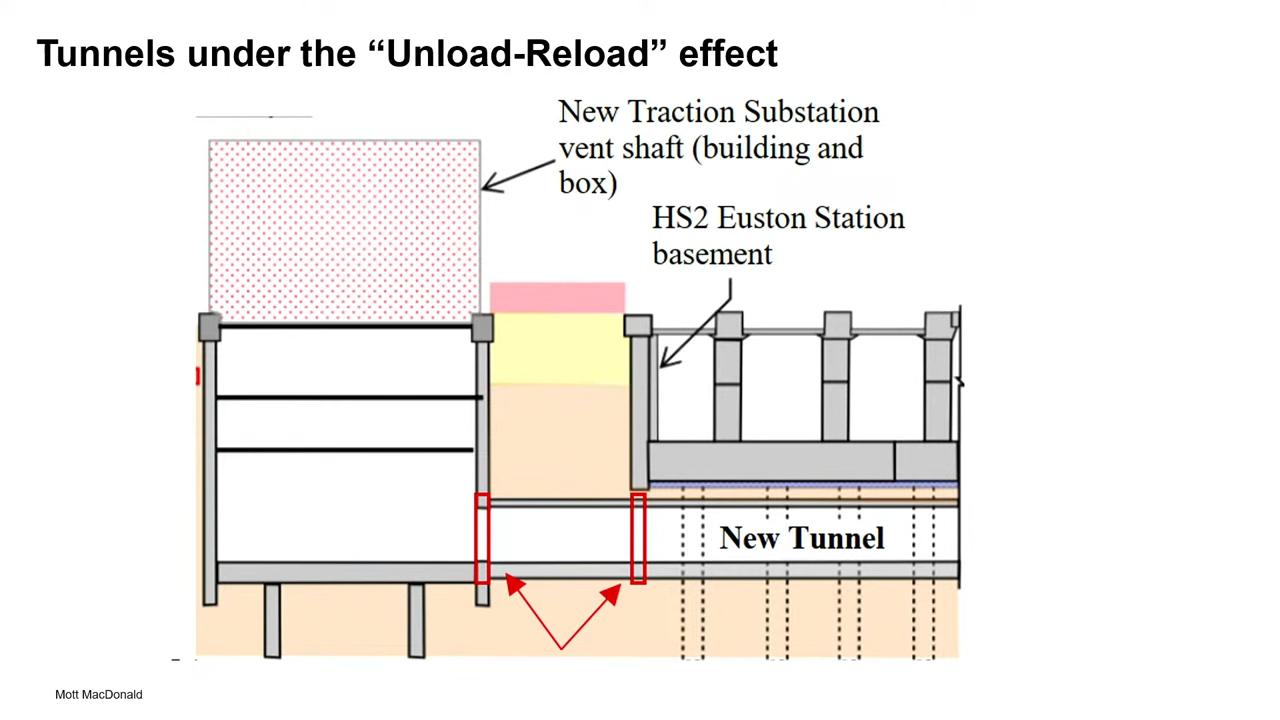 Tunnels under the “Unload-Reload” effect
New Traction Substation
vent shaft (building and
box)
HS2 Euston Station
basement
New Tunnel
Mott MacDonald